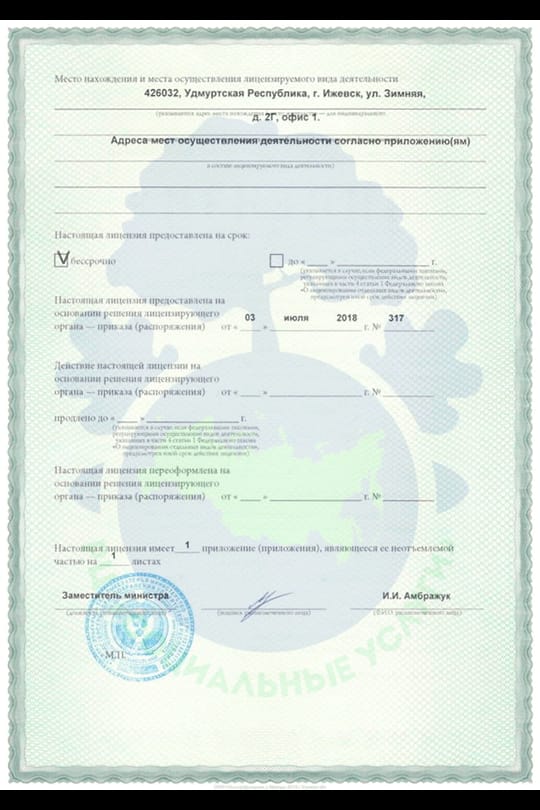 Место нахождения и места осуществления лицензируемого вида деятельности
426032, Удмуртская Республика, г. Ижевск, ул. Зимняя,
(указывается адрес места нахождения
д. 2Г, офис 1.
Адреса мест осуществления деятельности согласно приложению(ям)
в составе лицензируемого вида деятельности)
Настоящая лицензия предоставлена на срок:
V бессрочно
до « ____ » ____________ г.
(указывается в случае, если федеральными законами,
регулирующими осуществление видов деятельности,
указанных в части 4 статьи 1 Федерального закона
«О лицензировании отдельных видов деятельности»,
предусмотрен иной срок действия лицензии)
Настоящая лицензия предоставлена на
основании решения лицензирующего
органа — приказа (распоряжения) от « 03 » июля 2018 г. № 317
Действие настоящей лицензии на
основании решения лицензирующего
органа — приказа (распоряжения) от « ____ » ____________ г. № ________
продлено до « ____ » ____________ г.
(указывается в случае, если федеральными законами,
регулирующими осуществление видов деятельности,
указанных в части 4 статьи 1 Федерального закона
«О лицензировании отдельных видов деятельности»,
предусмотрен иной срок действия лицензии)
Настоящая лицензия переоформлена на
основании решения лицензирующего
органа — приказа (распоряжения) от « ____ » ____________ г. № ________
Настоящая лицензия имеет 1 приложение (приложения), являющееся ее неотъемлемой
частью на 1 листах
Заместитель министра
И.И. Амбражук
(должность уполномоченного лица)
(подпись уполномоченного лица)
(ФИО уполномоченного лица)
М.П.